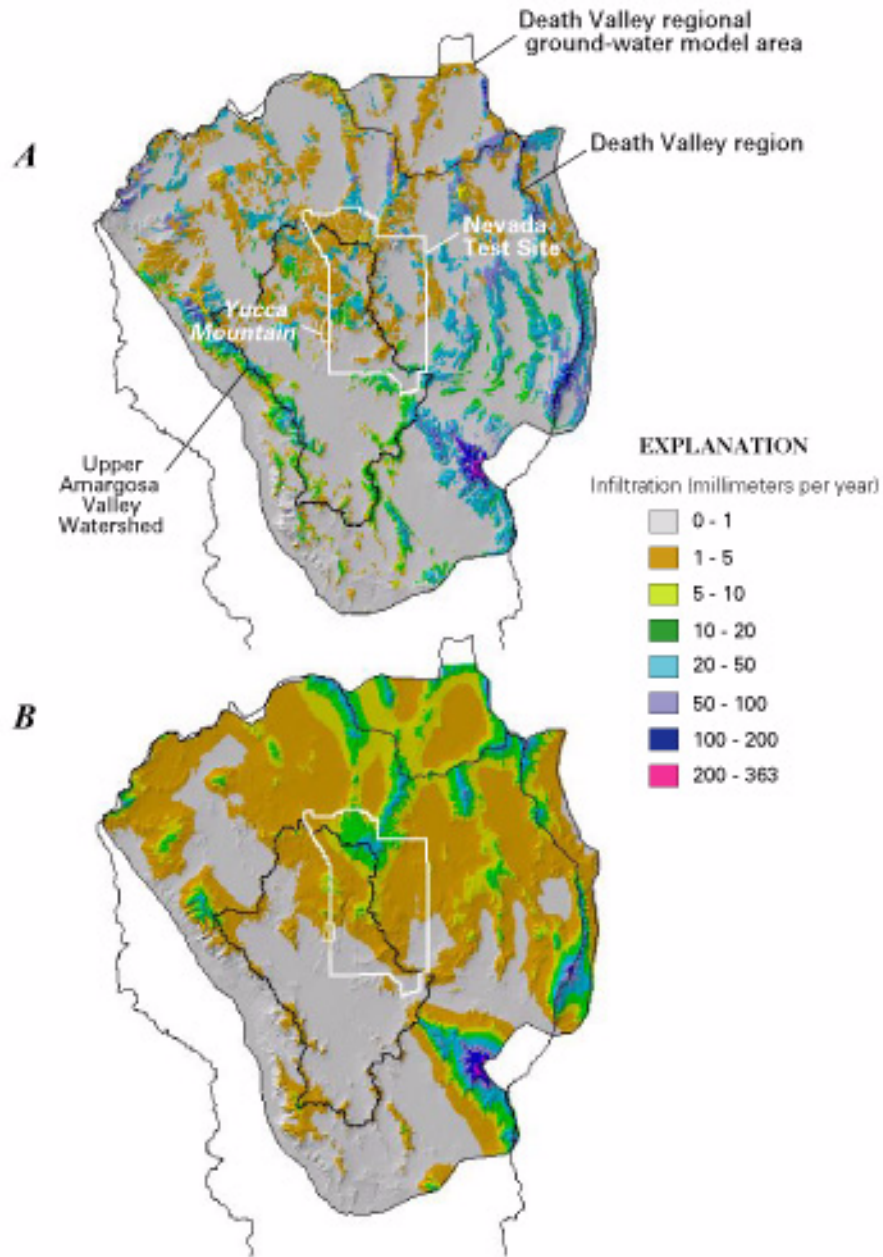 Death Valley regional
ground-water model area
A
Death Valley region
Nevada
Test Site
Yucca
Mountain
Upper
Amargosa
Valley
Watershed
EXPLANATION
Infiltration (millimeters per year)
0 - 1
1 - 5
5 - 10
10 - 20
20 - 50
50 - 100
100 - 200
200 - 363
B